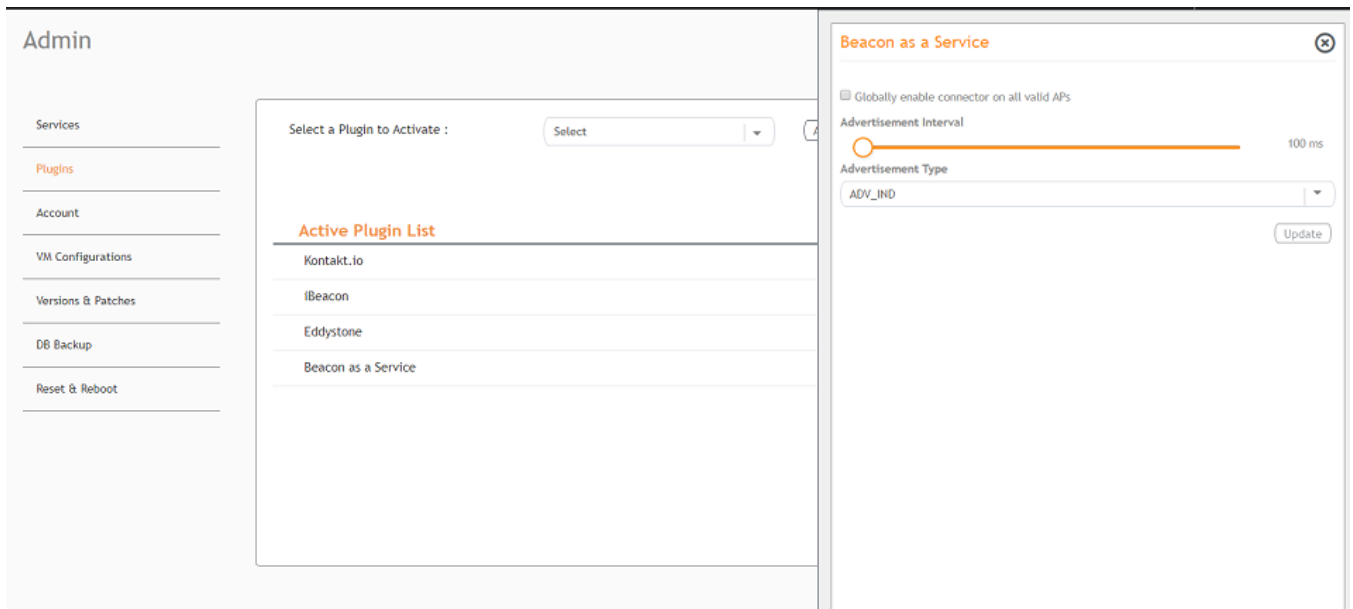 Admin
Services
Plugins
Account
VM Configurations
Versions & Patches
DB Backup
Reset & Reboot
Select a Plugin to Activate :
Select
Active Plugin List
Kontakt.io
iBeacon
Eddystone
Beacon as a Service
Beacon as a Service
Globally enable connector on all valid APs
Advertisement Interval
100 ms
Advertisement Type
ADV_IND
Update